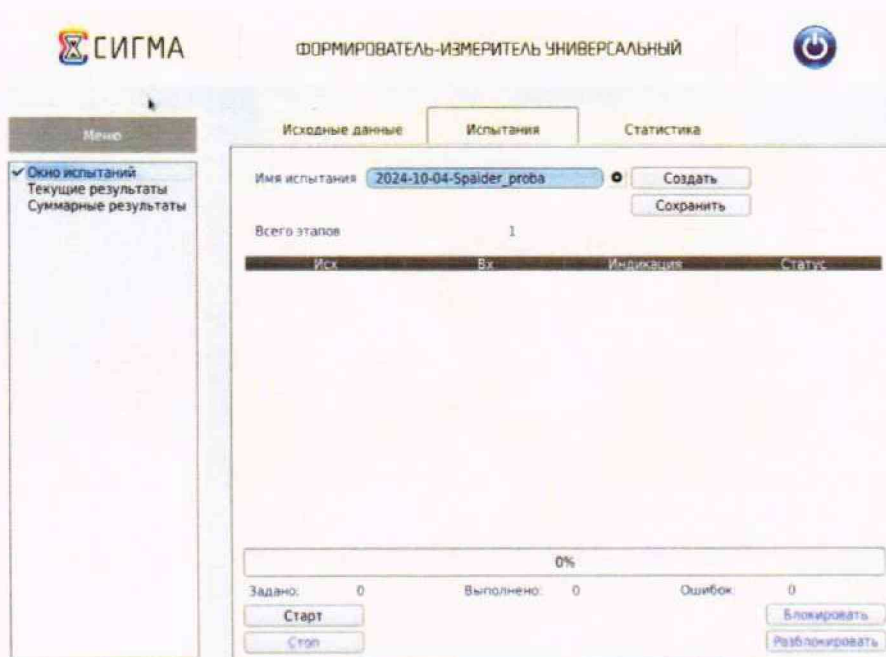 СИГМА
ФОРМИРОВАТЕЛЬ-ИЗМЕРИТЕЛЬ УНИВЕРСАЛЬНЫЙ
Меню
Исходные данные
Испытания
Статистика
Окно испытаний
Текущие результаты
Суммарные результаты
Имя испытания 2024-10-04-Spaider_proba Создать
Сохранить
Всего этапов 1
Исх Вх Индикация Статус
0%
Задано: 0 Выполнено: 0 Ошибок 0
Старт Блокировать
Стоп Разблокировать